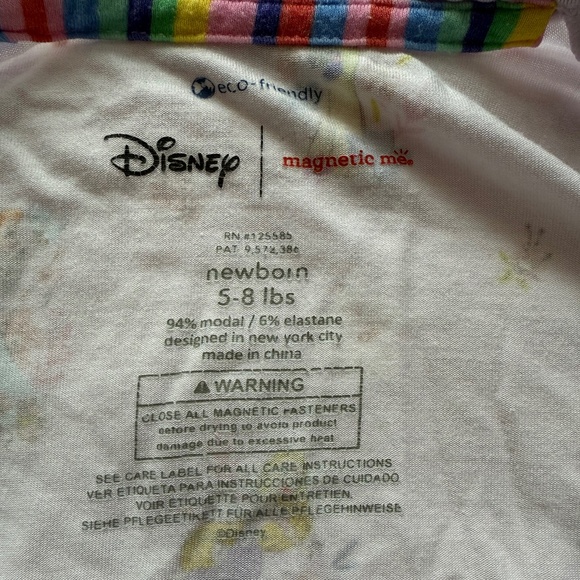 eco-friendly
Disney | magnetic me.
RN #125585
PAT 9,572,386
newborn
5-8 lbs
94% modal / 6% elastane
designed in new york city
made in china
⚠ WARNING
CLOSE ALL MAGNETIC FASTENERS
before drying to avoid product
damage due to excessive heat
SEE CARE LABEL FOR ALL CARE INSTRUCTIONS
VER ETIQUETA PARA INSTRUCCIONES DE CUIDADO
VOIR ÉTIQUETTE POUR ENTRETIEN.
SIEHE PFLEGEETIKETT FÜR ALLE PFLEGEHINWEISE
©Disney